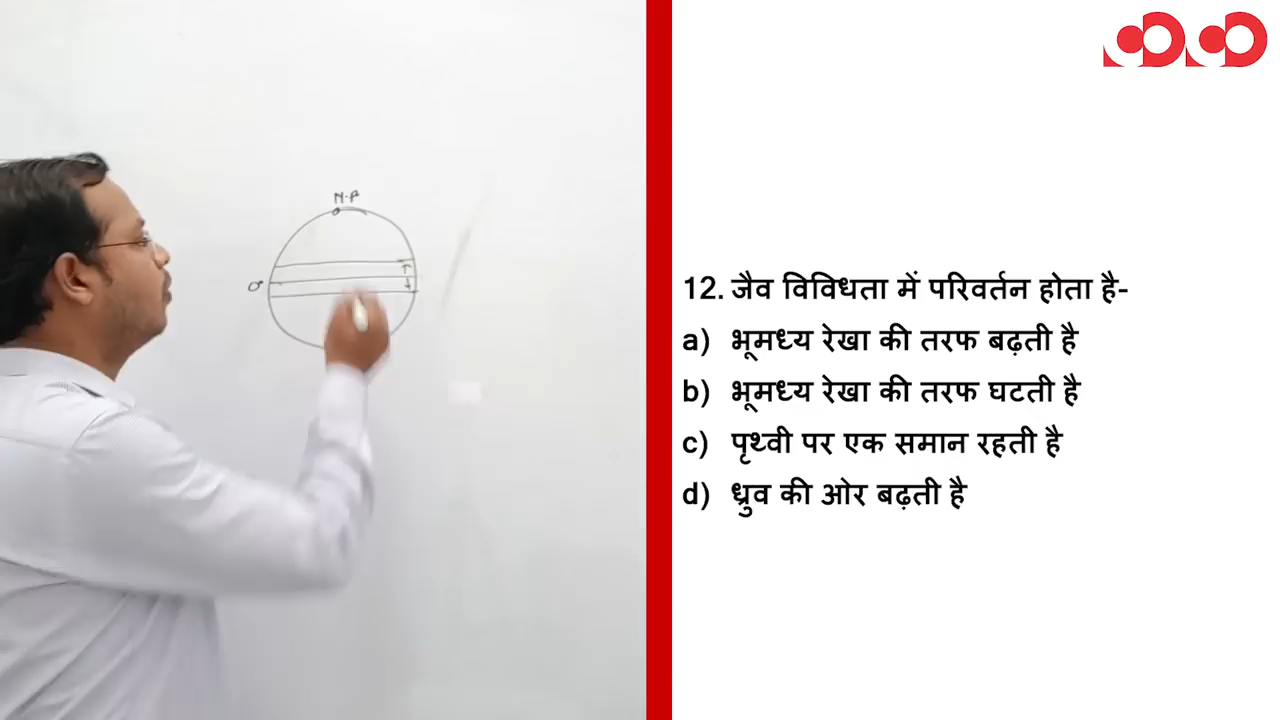 N.P
0°
12. जैव विविधता में परिवर्तन होता है-
a) भूमध्य रेखा की तरफ बढ़ती है
b) भूमध्य रेखा की तरफ घटती है
c) पृथ्वी पर एक समान रहती है
d) ध्रुव की ओर बढ़ती है